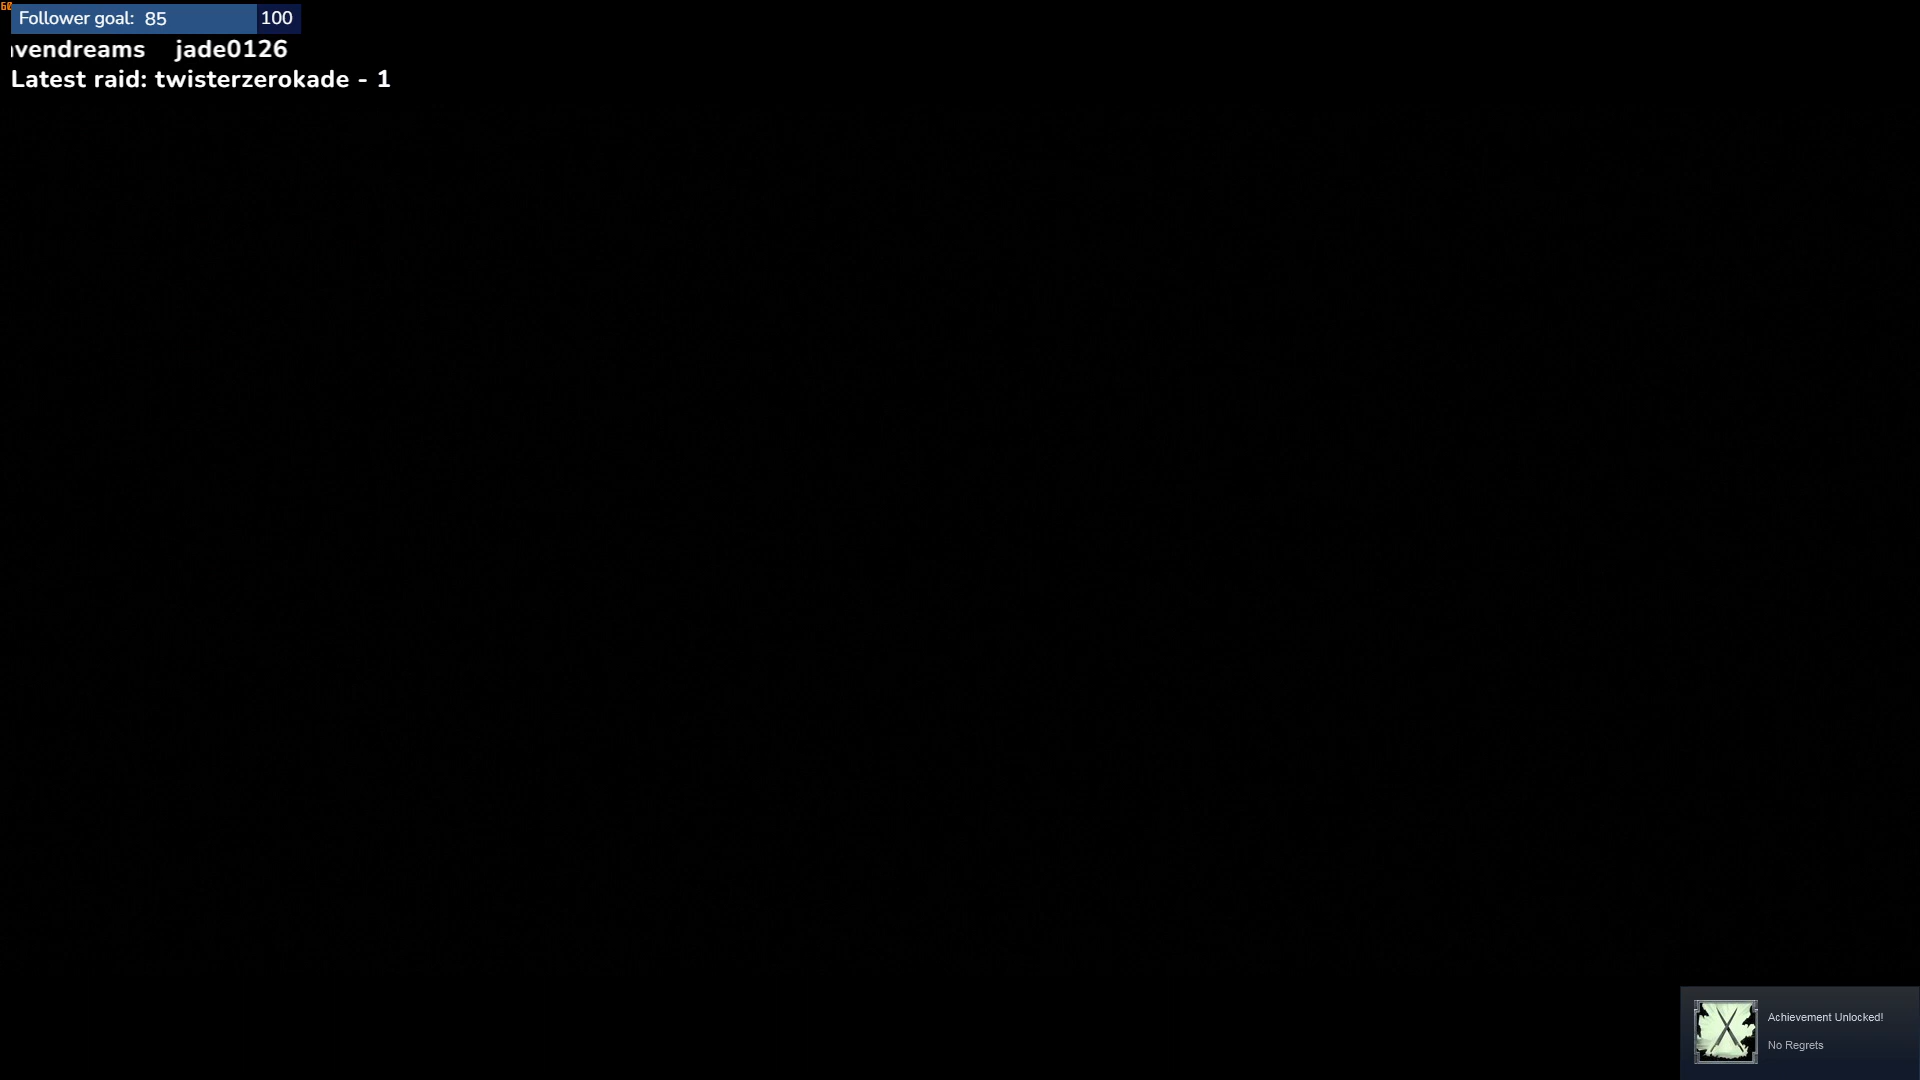 Follower goal: 85 100
vendreams jade0126
Latest raid: twisterzerokade - 1
Achievement Unlocked!
No Regrets